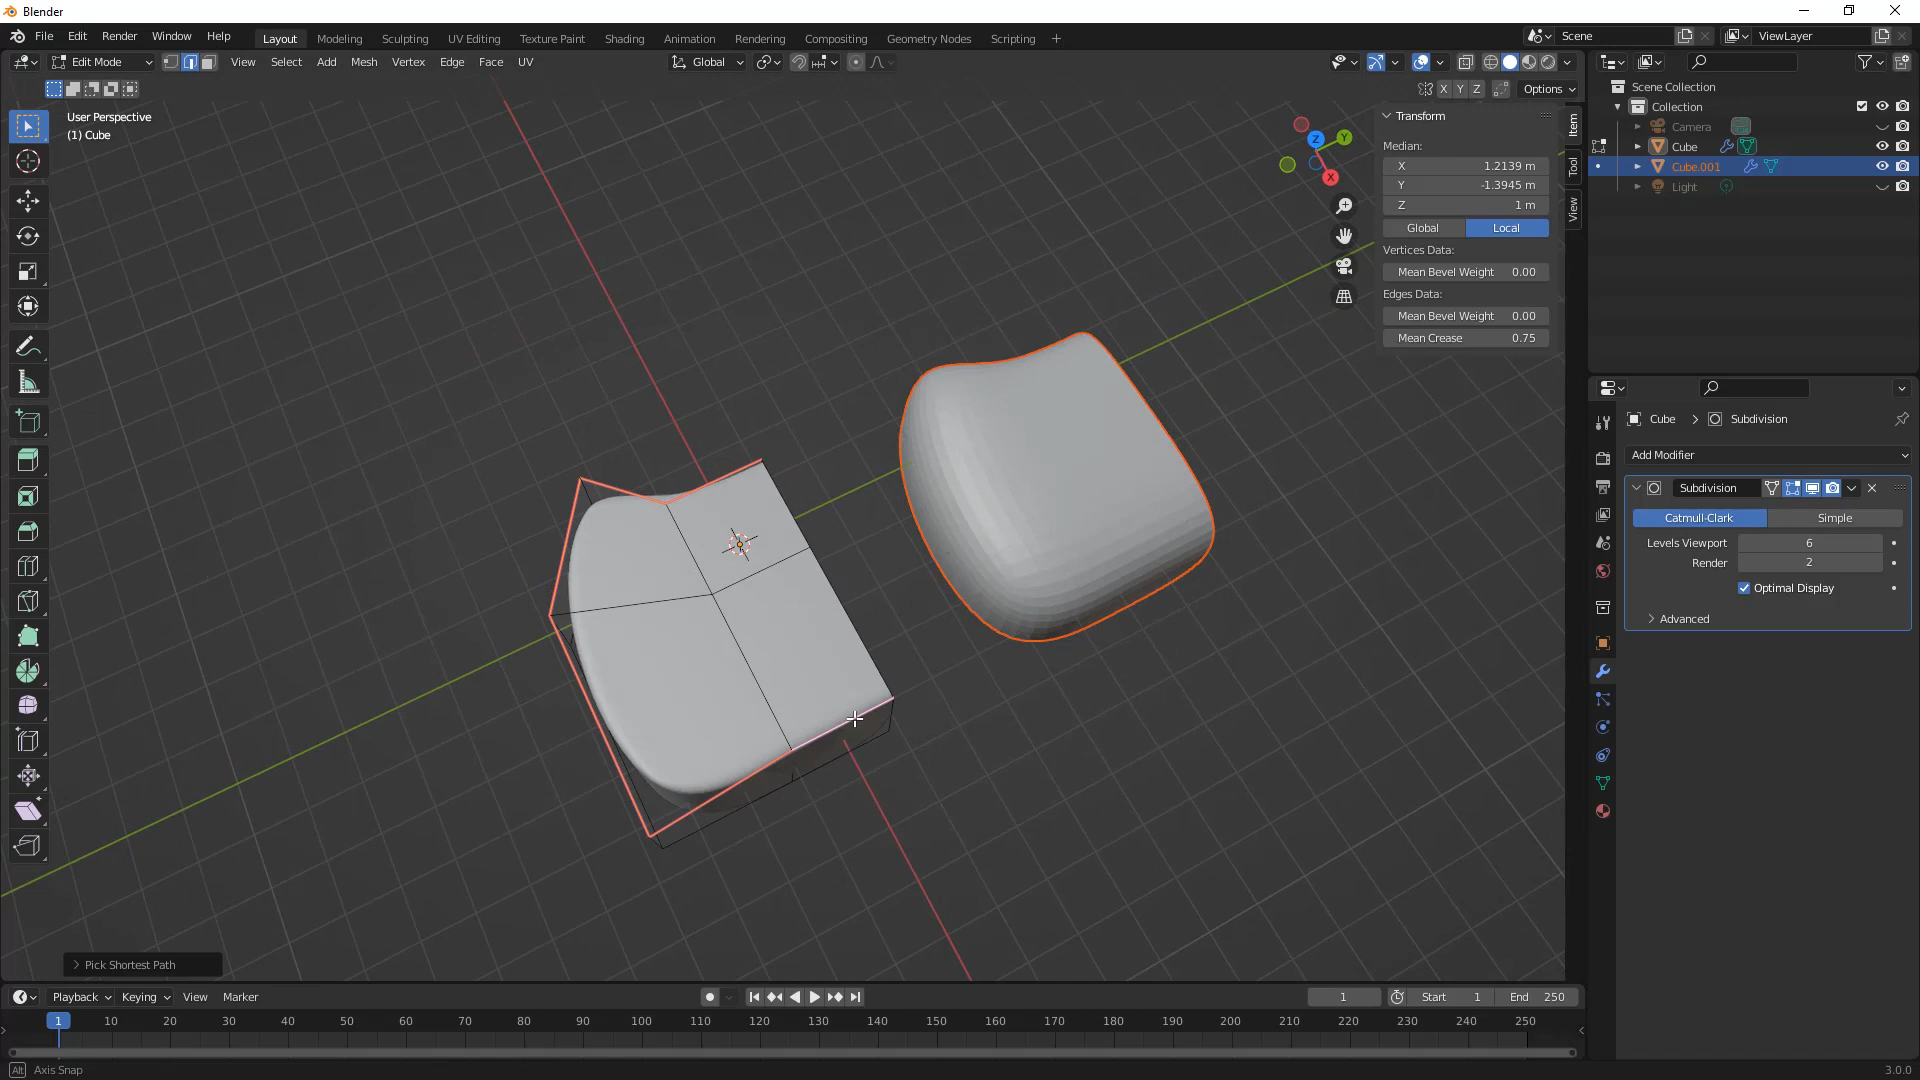 Blender
File Edit Render Window Help
Layout Modeling Sculpting UV Editing Texture Paint Shading Animation Rendering Compositing Geometry Nodes Scripting +
Scene ViewLayer
Edit Mode View Select Add Mesh Vertex Edge Face UV Global
X Y Z Options
User Perspective
(1) Cube
Z Y X
Transform
Median:
X 1.2139 m
Y -1.3945 m
Z 1 m
Global Local
Vertices Data:
Mean Bevel Weight 0.00
Edges Data:
Mean Bevel Weight 0.00
Mean Crease 0.75
Item
Tool
View
Scene Collection
Collection
Camera
Cube
Cube.001
Light
Cube > Subdivision
Add Modifier
Subdivision
Catmull-Clark Simple
Levels Viewport 6
Render 2
Optimal Display
Advanced
Pick Shortest Path
Playback Keying View Marker
1 Start 1 End 250
1 10 20 30 40 50 60 70 80 90 100 110 120 130 140 150 160 170 180 190 200 210 220 230 240 250
Alt Axis Snap
3.0.0